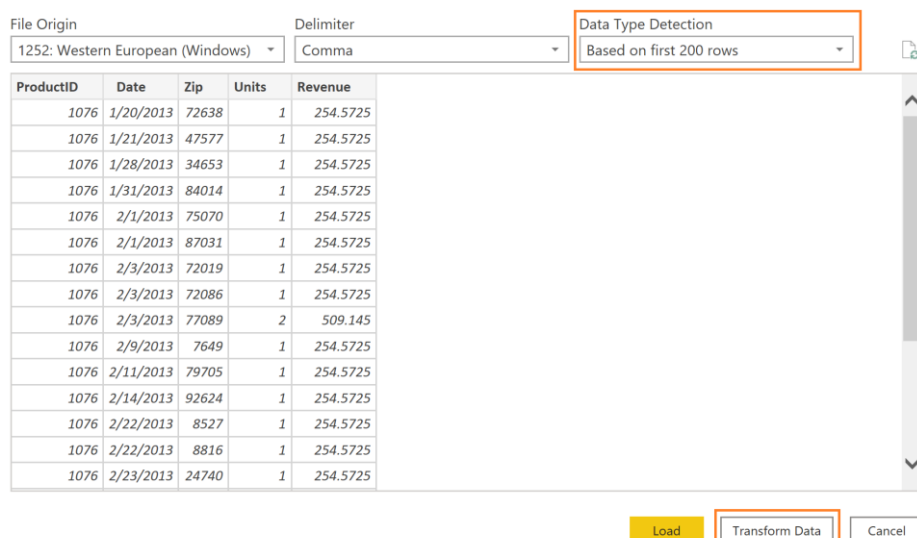 File Origin Delimiter Data Type Detection
1252: Western European (Windows) Comma Based on first 200 rows
ProductID Date Zip Units Revenue
1076 1/20/2013 72638 1 254.5725
1076 1/21/2013 47577 1 254.5725
1076 1/28/2013 34653 1 254.5725
1076 1/31/2013 84014 1 254.5725
1076 2/1/2013 75070 1 254.5725
1076 2/1/2013 87031 1 254.5725
1076 2/3/2013 72019 1 254.5725
1076 2/3/2013 72086 1 254.5725
1076 2/3/2013 77089 2 509.145
1076 2/9/2013 7649 1 254.5725
1076 2/11/2013 79705 1 254.5725
1076 2/14/2013 92624 1 254.5725
1076 2/22/2013 8527 1 254.5725
1076 2/22/2013 8816 1 254.5725
1076 2/23/2013 24740 1 254.5725
Load Transform Data Cancel